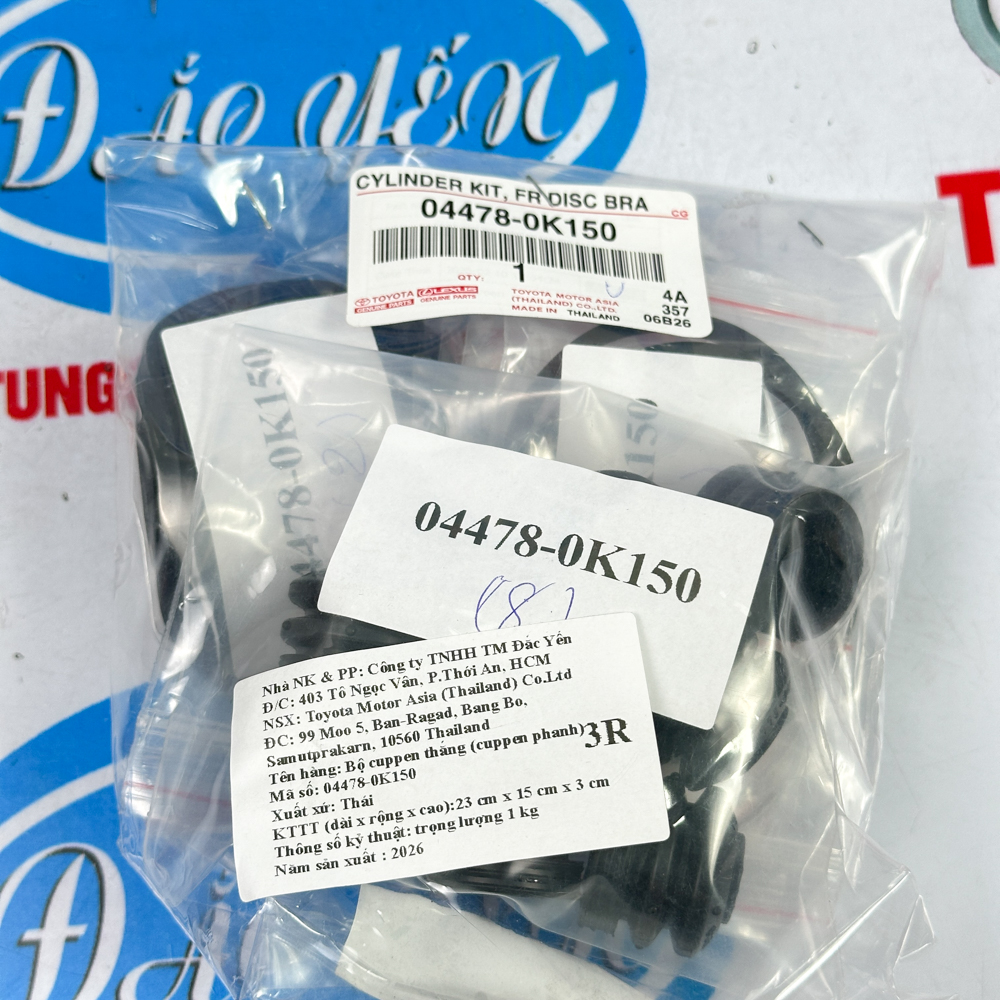 ĐẮC YẾN
CYLINDER KIT, FR DISC BRA
CG
04478-0K150
QTY: 1
TOYOTA GENUINE PARTS
LEXUS GENUINE PARTS
TOYOTA MOTOR ASIA
(THAILAND) CO.,LTD.
MADE IN THAILAND
4A
357
06B26
T
TUNG
04478-0K150
K150
04478-0K150
(8)
Nhà NK & PP: Công ty TNHH TM Đắc Yến
Đ/C: 403 Tô Ngọc Vân, P.Thới An, HCM
NSX: Toyota Motor Asia (Thailand) Co.Ltd
ĐC: 99 Moo 5, Ban-Ragad, Bang Bo,
Samutprakarn, 10560 Thailand
Tên hàng: Bộ cuppen thắng (cuppen phanh) 3R
Mã số: 04478-0K150
Xuất xứ: Thái
KTTT (dài x rộng x cao):23 cm x 15 cm x 3 cm
Thông số kỹ thuật: trọng lượng 1 kg
Năm sản xuất : 2026